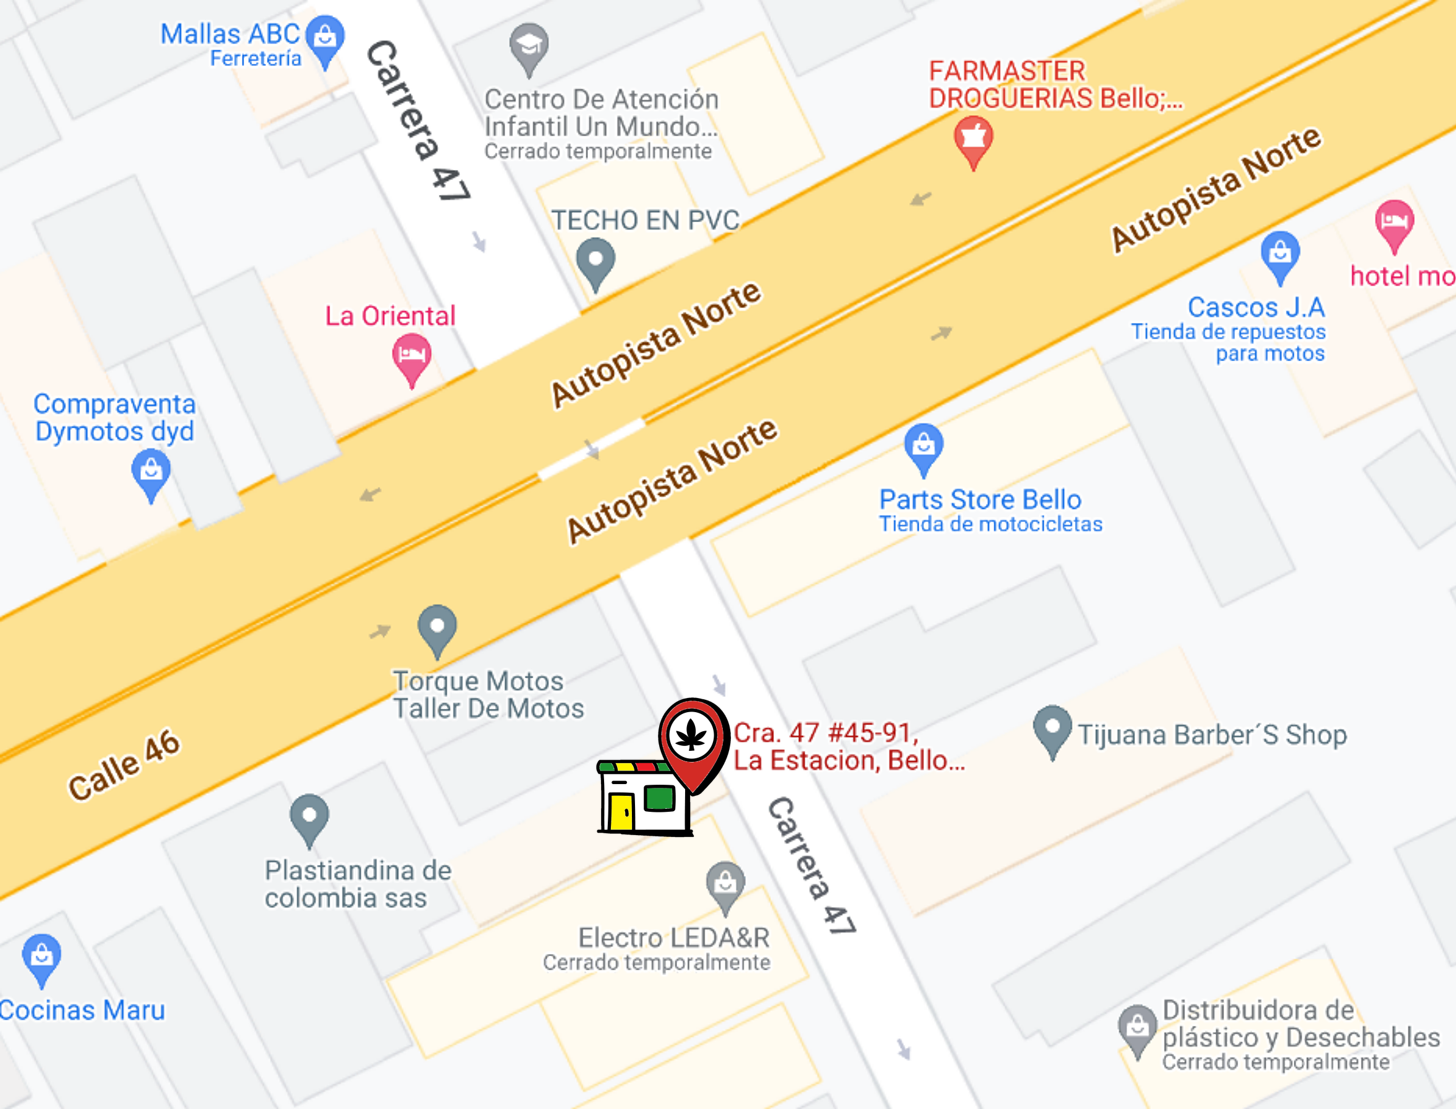 Mallas ABC
Ferretería
Carrera 47
Centro De Atención
Infantil Un Mundo...
Cerrado temporalmente
FARMASTER
DROGUERIAS Bello;...
Autopista Norte
TECHO EN PVC
hotel mo
Cascos J.A
Tienda de repuestos
para motos
La Oriental
Autopista Norte
Compraventa
Dymotos dyd
Autopista Norte
Parts Store Bello
Tienda de motocicletas
Torque Motos
Taller De Motos
Calle 46
Cra. 47 #45-91,
La Estacion, Bello...
Tijuana Barber´S Shop
Carrera 47
Plastiandina de
colombia sas
Electro LEDA&R
Cerrado temporalmente
Cocinas Maru
Distribuidora de
plástico y Desechables
Cerrado temporalmente